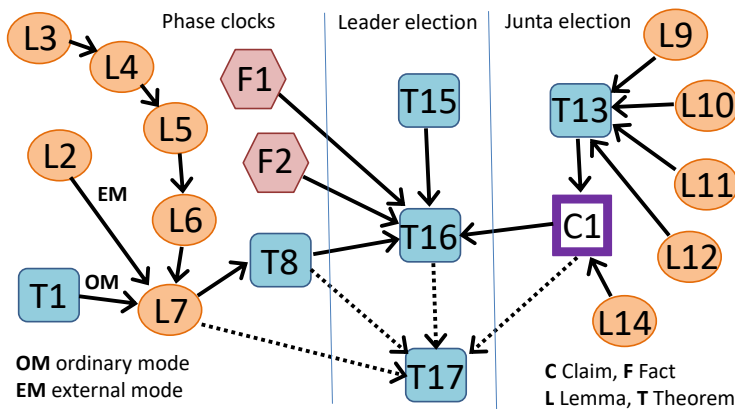 Phase clocks
Leader election
Junta election
L3
L4
L5
L2
EM
L6
T1
OM
L7
T8
F1
F2
T15
T16
T17
L9
T13
L10
L11
C1
L12
L14
OM ordinary mode
EM external mode
C Claim, F Fact
L Lemma, T Theorem